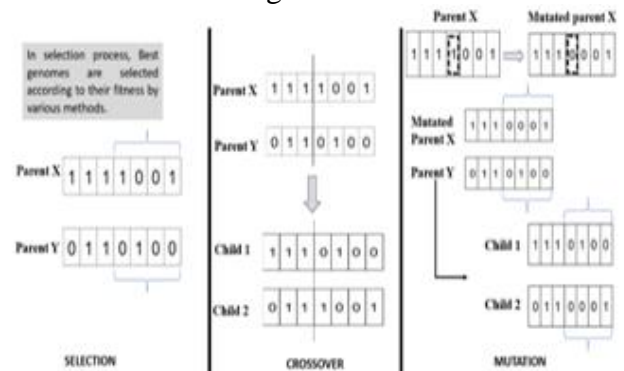 In selection process, Best
genomes are selected
according to their fitness by
various methods.
Parent X 1 1 1 1 0 0 1
Parent Y 0 1 1 0 1 0 0
SELECTION
Parent X 1 1 1 1 0 0 1
Parent Y 0 1 1 0 1 0 0
Child 1 1 1 1 0 1 0 0
Child 2 0 1 1 1 0 0 1
CROSSOVER
Parent X
Mutated parent X
1 1 1 1 0 0 1
1 1 1 0 0 0 1
Mutated
Parent X
1 1 1 0 0 0 1
Parent Y 0 1 1 0 1 0 0
Child 1 1 1 1 0 1 0 0
Child 2 0 1 1 0 0 0 1
MUTATION